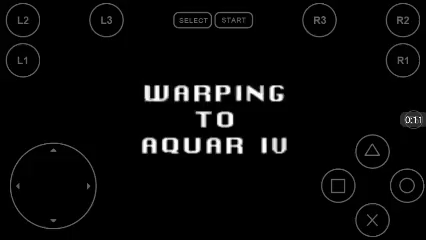 L2
L3
SELECT
START
R3
R2
L1
R1
WARPING
TO
AQUAR IV
0:11